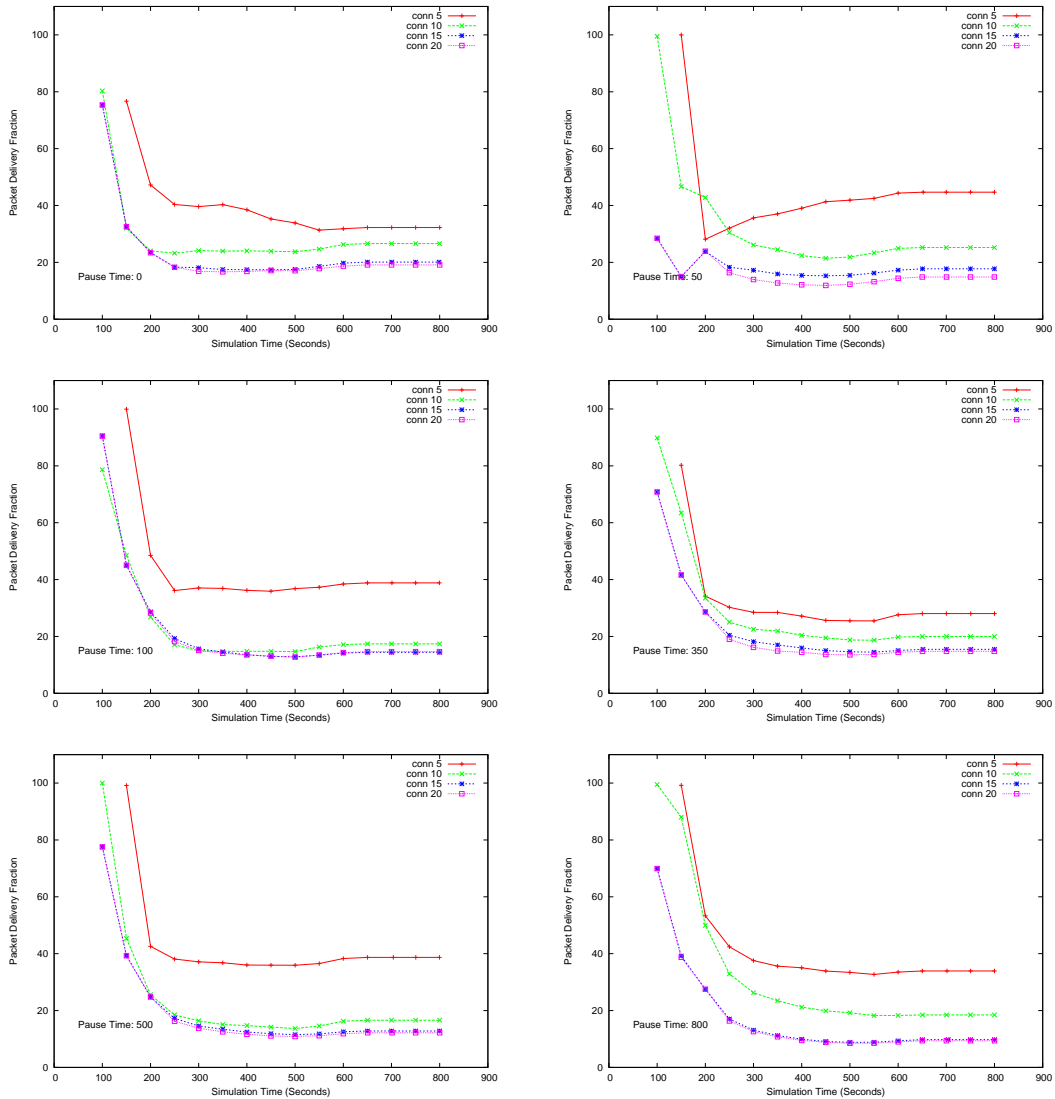 conn 5
conn 10
conn 15
conn 20
100
80
60
40
20
0
Packet Delivery Fraction
Pause Time: 0
0 100 200 300 400 500 600 700 800 900
Simulation Time (Seconds)
conn 5
conn 10
conn 15
conn 20
100
80
60
40
20
0
Packet Delivery Fraction
Pause Time: 50
0 100 200 300 400 500 600 700 800 900
Simulation Time (Seconds)
conn 5
conn 10
conn 15
conn 20
100
80
60
40
20
0
Packet Delivery Fraction
Pause Time: 100
0 100 200 300 400 500 600 700 800 900
Simulation Time (Seconds)
conn 5
conn 10
conn 15
conn 20
100
80
60
40
20
0
Packet Delivery Fraction
Pause Time: 350
0 100 200 300 400 500 600 700 800 900
Simulation Time (Seconds)
conn 5
conn 10
conn 15
conn 20
100
80
60
40
20
0
Packet Delivery Fraction
Pause Time: 500
0 100 200 300 400 500 600 700 800 900
Simulation Time (Seconds)
conn 5
conn 10
conn 15
conn 20
100
80
60
40
20
0
Packet Delivery Fraction
Pause Time: 800
0 100 200 300 400 500 600 700 800 900
Simulation Time (Seconds)